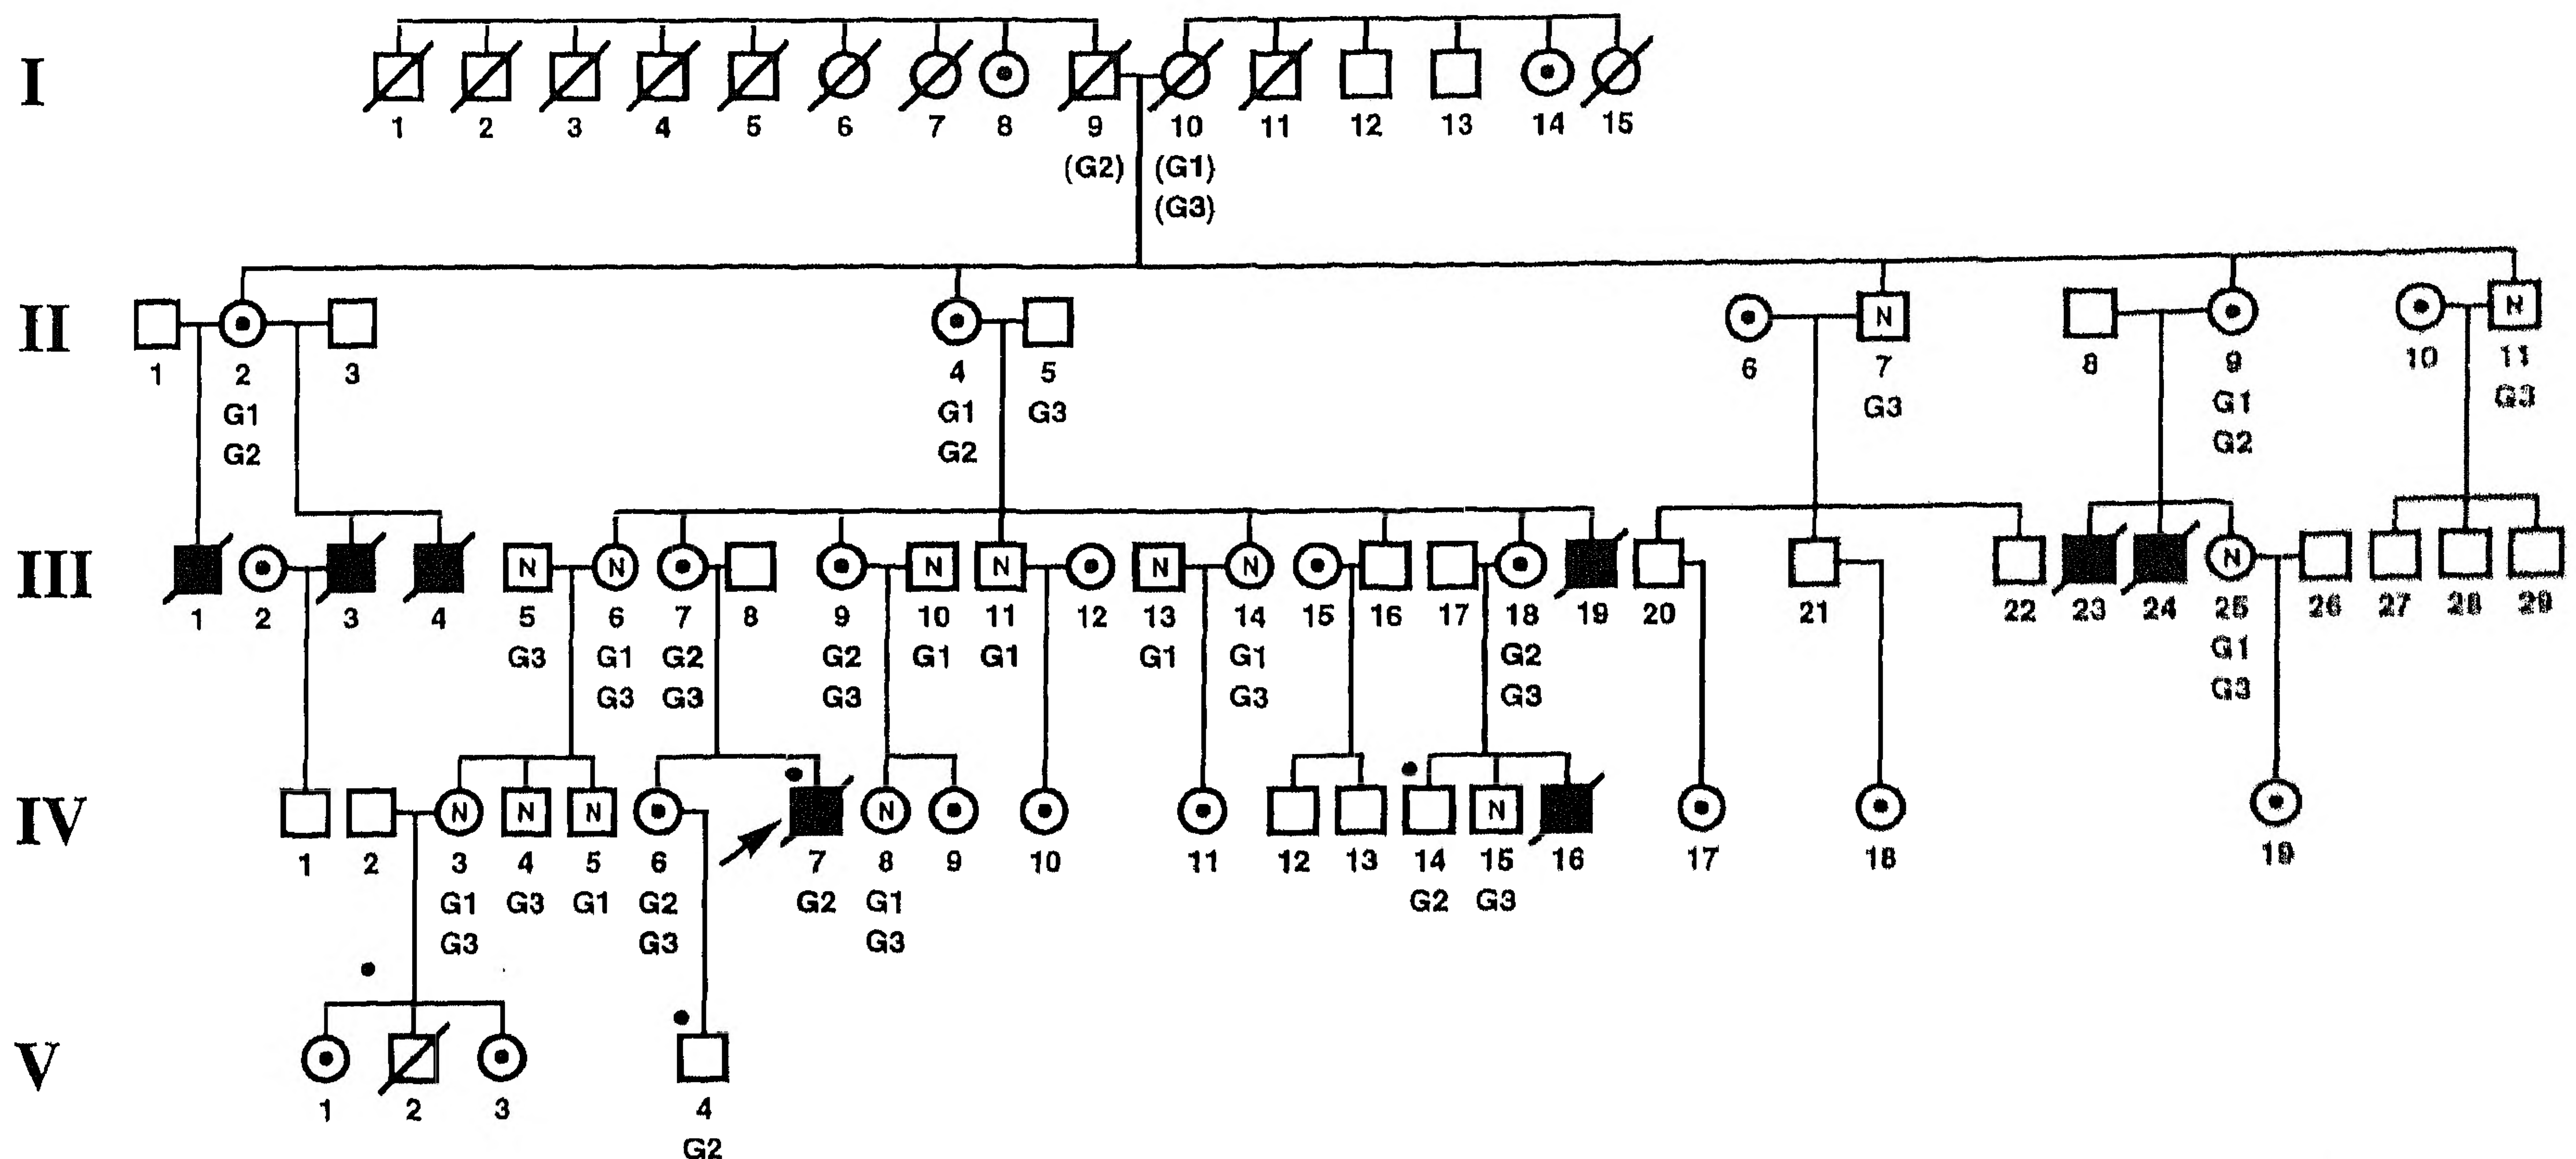 I
1 2 3 4 5 6 7 8 9 10 11 12 13 14 15
(G2) (G1)
(G3)
N N
II
1 2 3 4 5 6 7 8 9 10 11
G1 G1 G3 G3 G1 G3
G2 G2 G2
N N N N N N N
III
1 2 3 4 5 6 7 8 9 10 11 12 13 14 15 16 17 18 19 20 21 22 23 24 25 26 27 28 29
G3 G1 G2 G2 G1 G1 G1 G1 G2 G1
G3 G3 G3 G3 G3 G3
N N N N N
IV
1 2 3 4 5 6 7 8 9 10 11 12 13 14 15 16 17 18 19
G1 G3 G1 G2 G2 G1 G2 G3
G3 G3 G3
V
1 2 3 4
G2